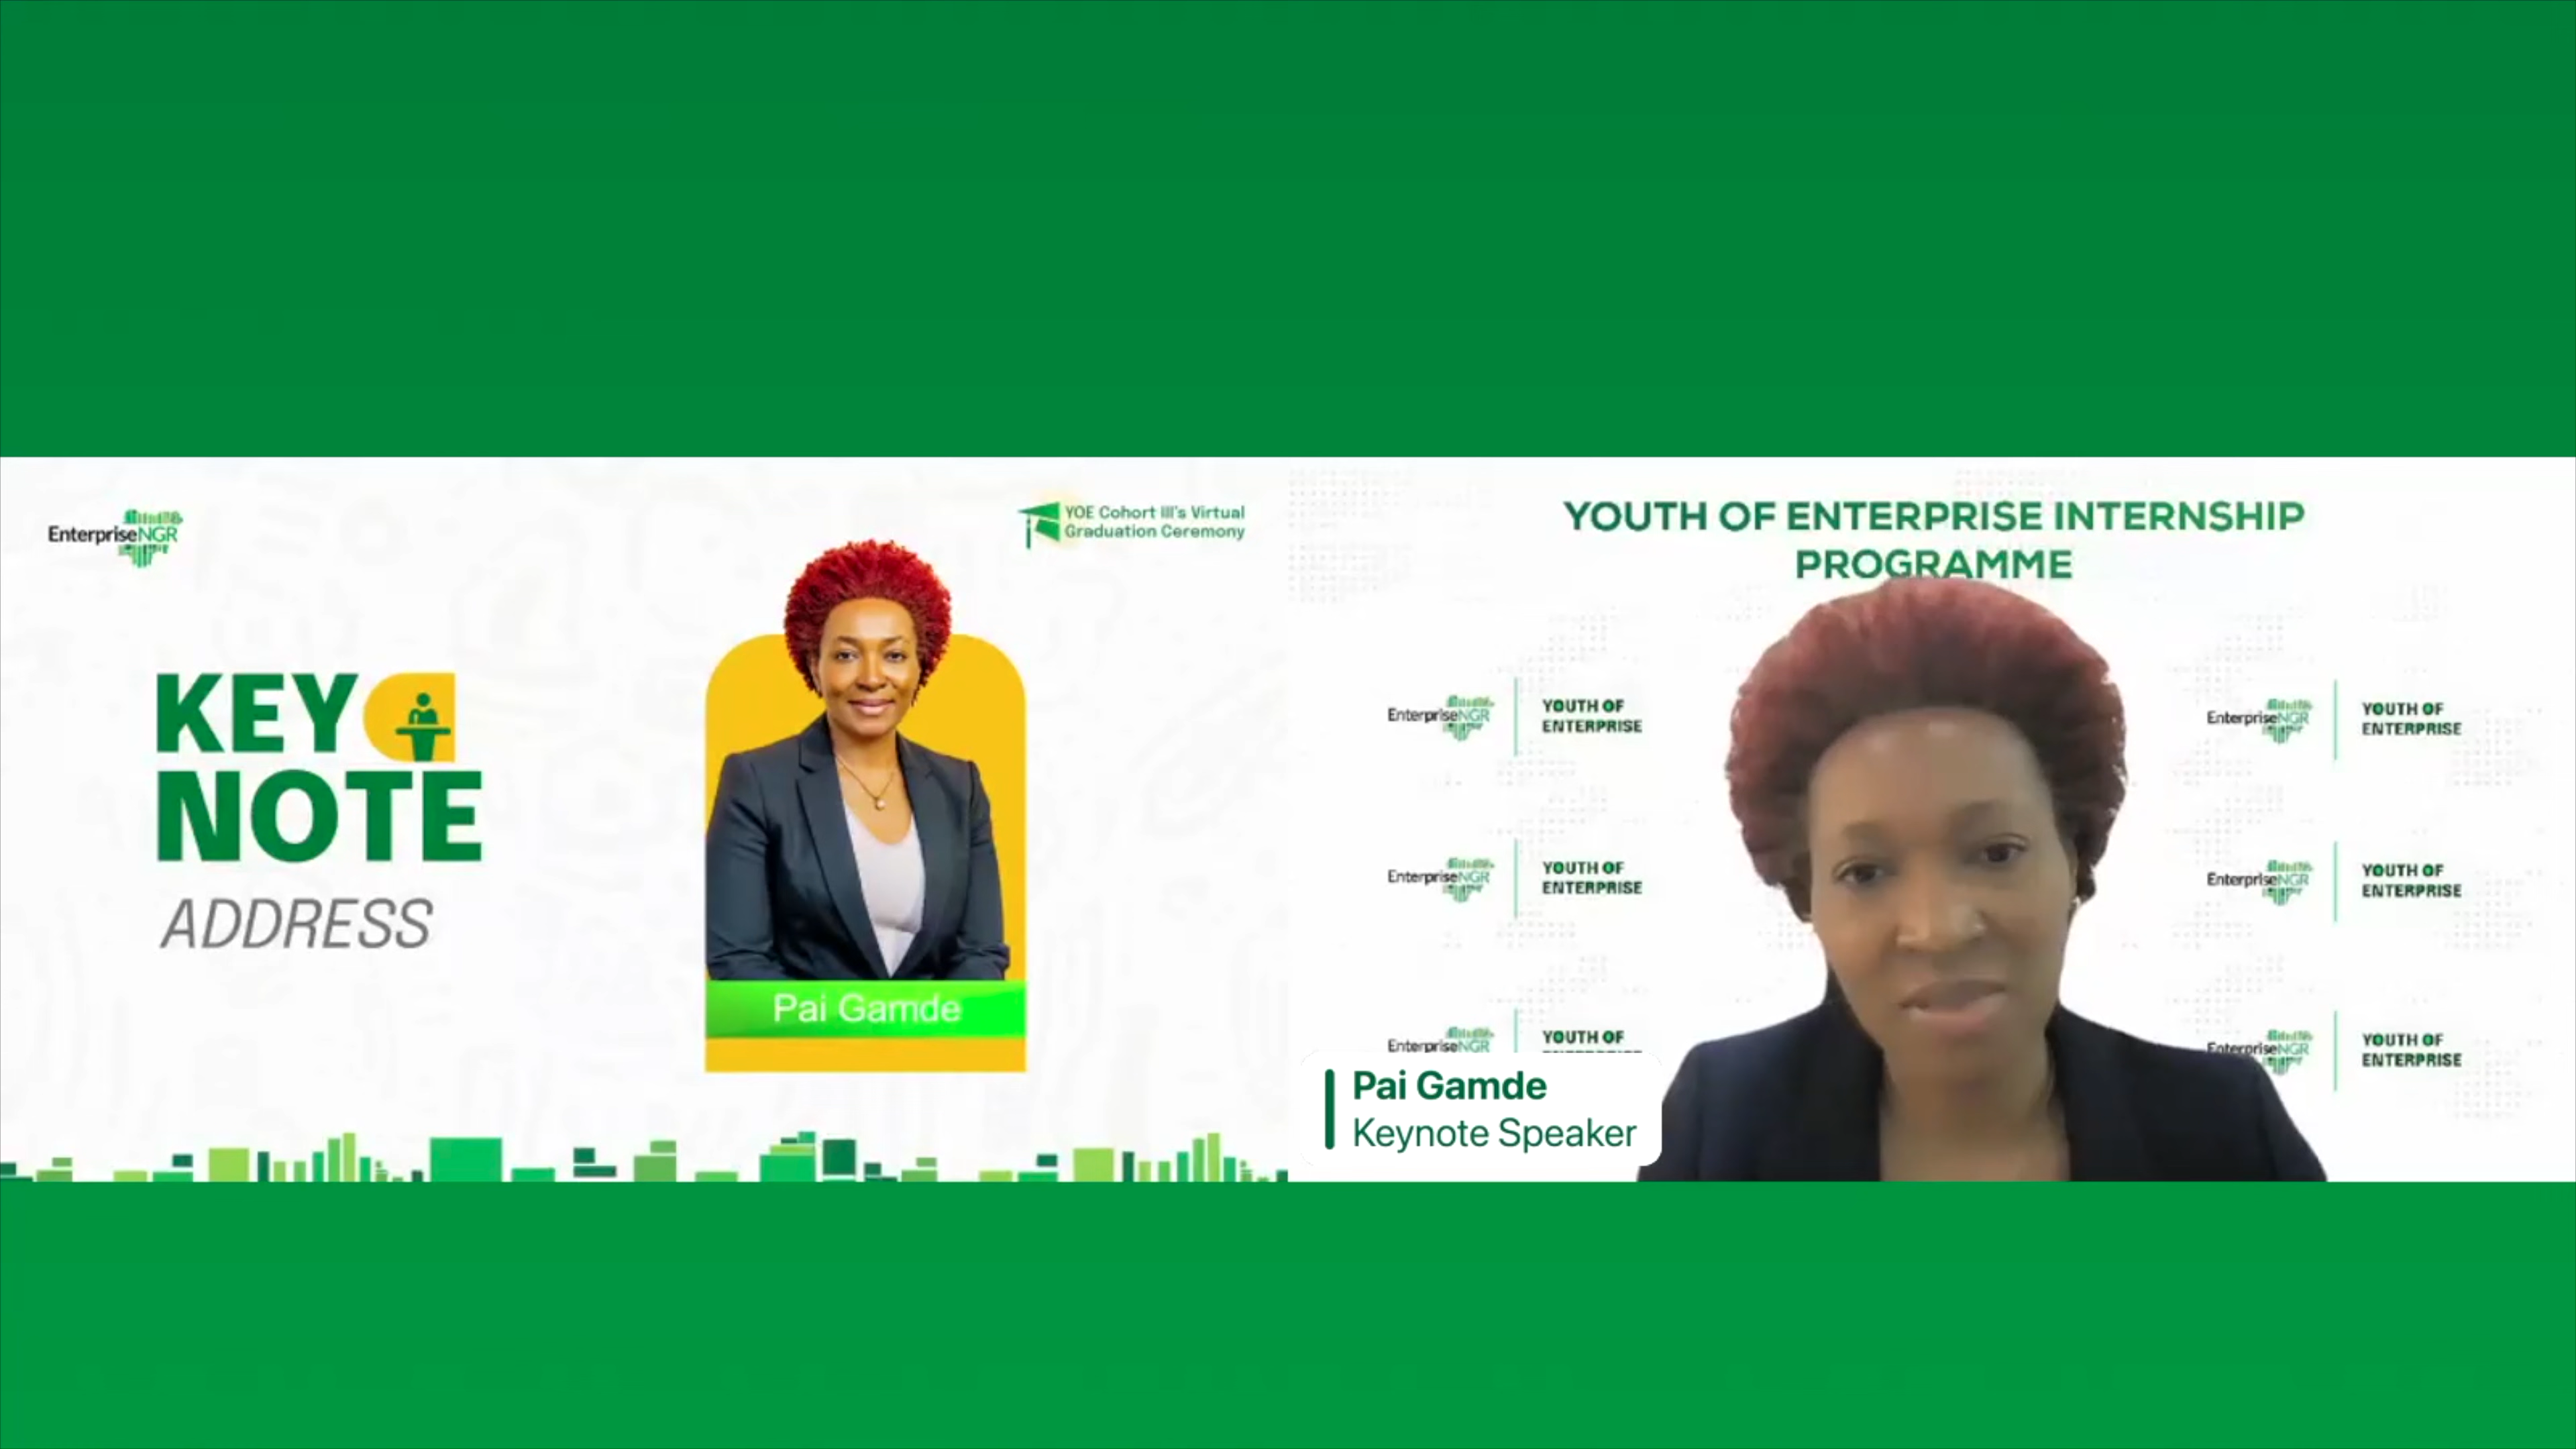 EnterpriseNGR
YOE Cohort III's Virtual
Graduation Ceremony
KEY
NOTE
ADDRESS
Pai Gamde
YOUTH OF ENTERPRISE INTERNSHIP
PROGRAMME
EnterpriseNGR
YOUTH OF
ENTERPRISE
EnterpriseNGR
YOUTH OF
ENTERPRISE
EnterpriseNGR
YOUTH OF
ENTERPRISE
EnterpriseNGR
YOUTH OF
ENTERPRISE
EnterpriseNGR
YOUTH OF
EnterpriseNGR
YOUTH OF
ENTERPRISE
Pai Gamde
Keynote Speaker